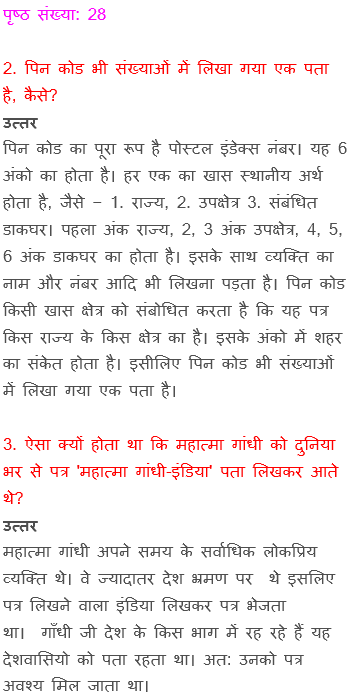 पृष्ठ संख्या: 28
2. पिन कोड भी संख्याओं में लिखा गया एक पता
है, कैसे?
उत्तर
पिन कोड का पूरा रूप है पोस्टल इंडेक्स नंबर। यह 6
अंको का होता है। हर एक का खास स्थानीय अर्थ
होता है, जैसे − 1. राज्य, 2. उपक्षेत्र 3. संबंधित
डाकघर। पहला अंक राज्य, 2, 3 अंक उपक्षेत्र, 4, 5,
6 अंक डाकघर का होता है। इसके साथ व्यक्ति का
नाम और नंबर आदि भी लिखना पड़ता है। पिन कोड
किसी खास क्षेत्र को संबोधित करता है कि यह पत्र
किस राज्य के किस क्षेत्र का है। इसके अंको में शहर
का संकेत होता है। इसीलिए पिन कोड भी संख्याओं
में लिखा गया एक पता है।
3. ऐसा क्यों होता था कि महात्मा गांधी को दुनिया
भर से पत्र 'महात्मा गांधी-इंडिया' पता लिखकर आते
थे?
उत्तर
महात्मा गांधी अपने समय के सर्वाधिक लोकप्रिय
व्यक्ति थे। वे ज्यादातर देश भ्रमण पर थे इसलिए
पत्र लिखने वाला इंडिया लिखकर पत्र भेजता
था। गाँधी जी देश के किस भाग में रह रहे हैं यह
देशवासियो को पता रहता था। अत: उनको पत्र
अवश्य मिल जाता था।